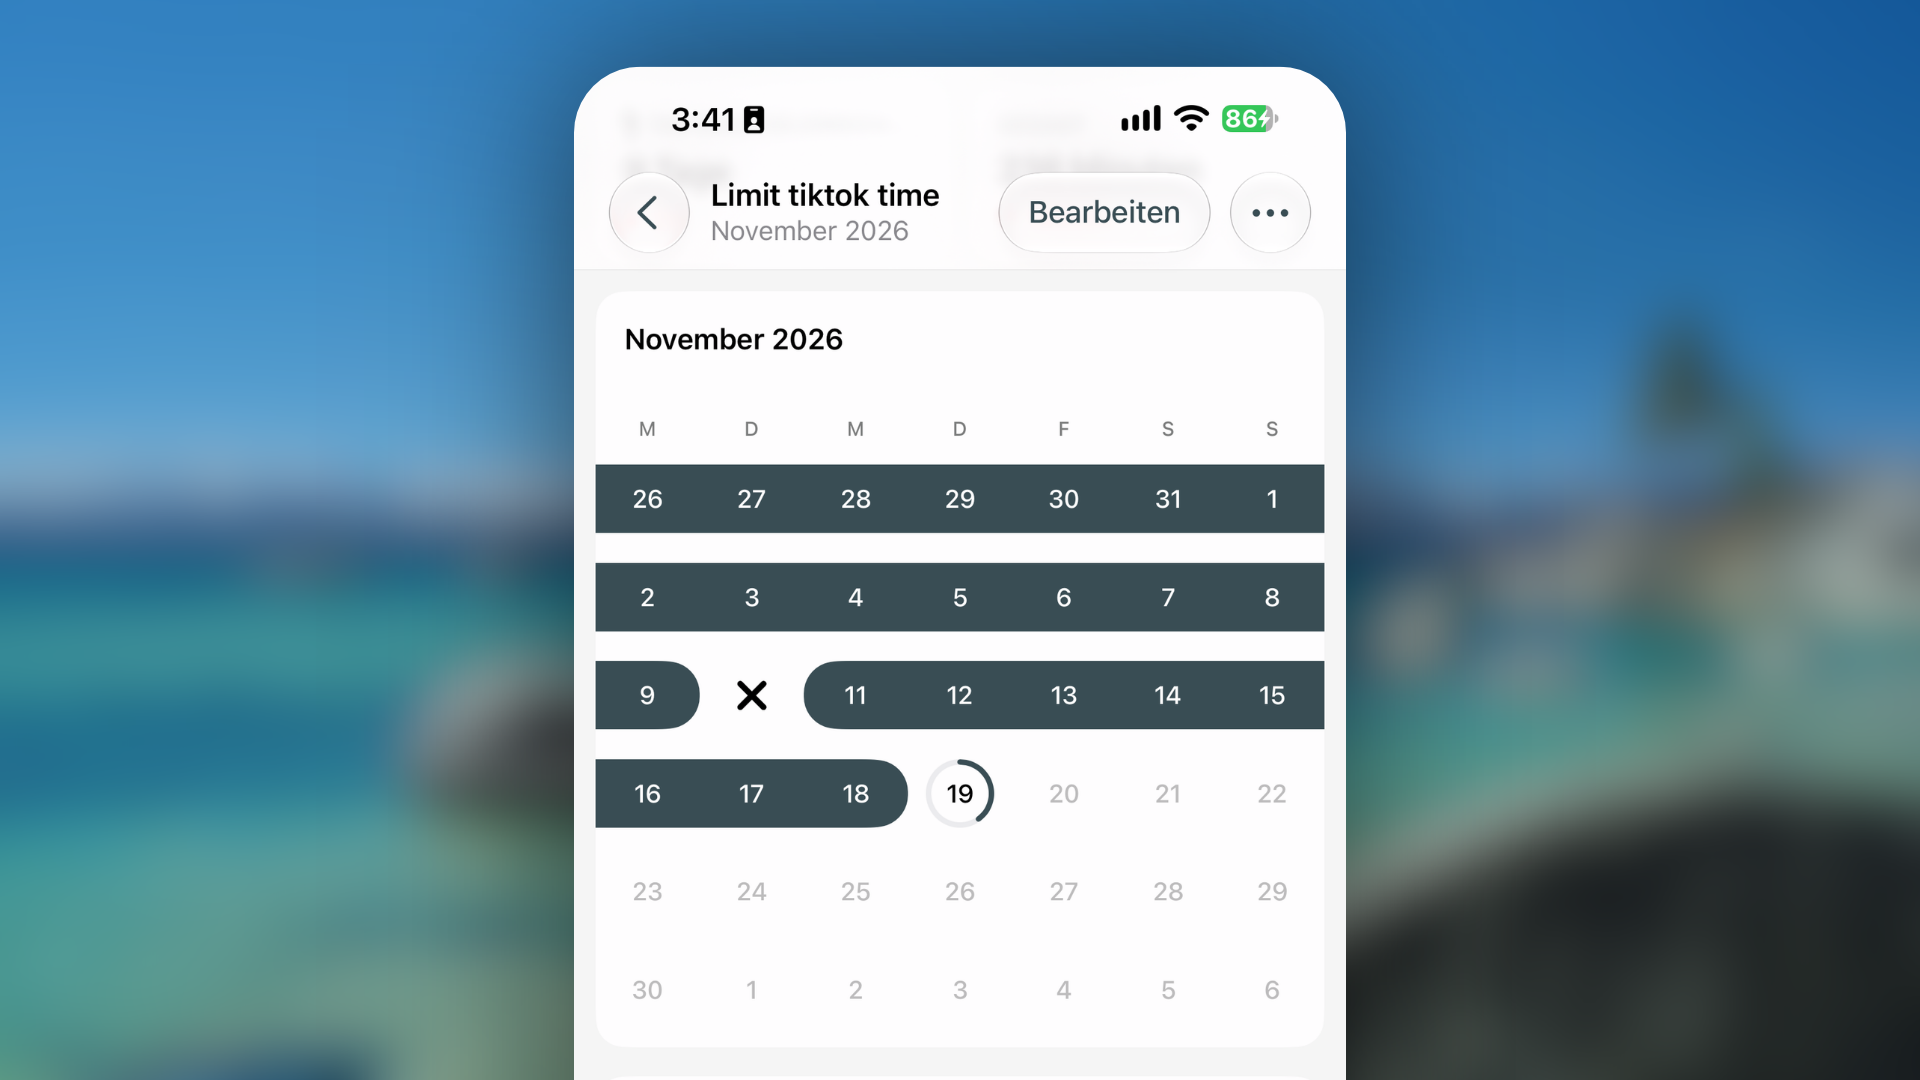 3:41
86
Limit tiktok time
November 2026
Bearbeiten
November 2026
M D M D F S S
26 27 28 29 30 31 1
2 3 4 5 6 7 8
9 11 12 13 14 15
16 17 18 19 20 21 22
23 24 25 26 27 28 29
30 1 2 3 4 5 6